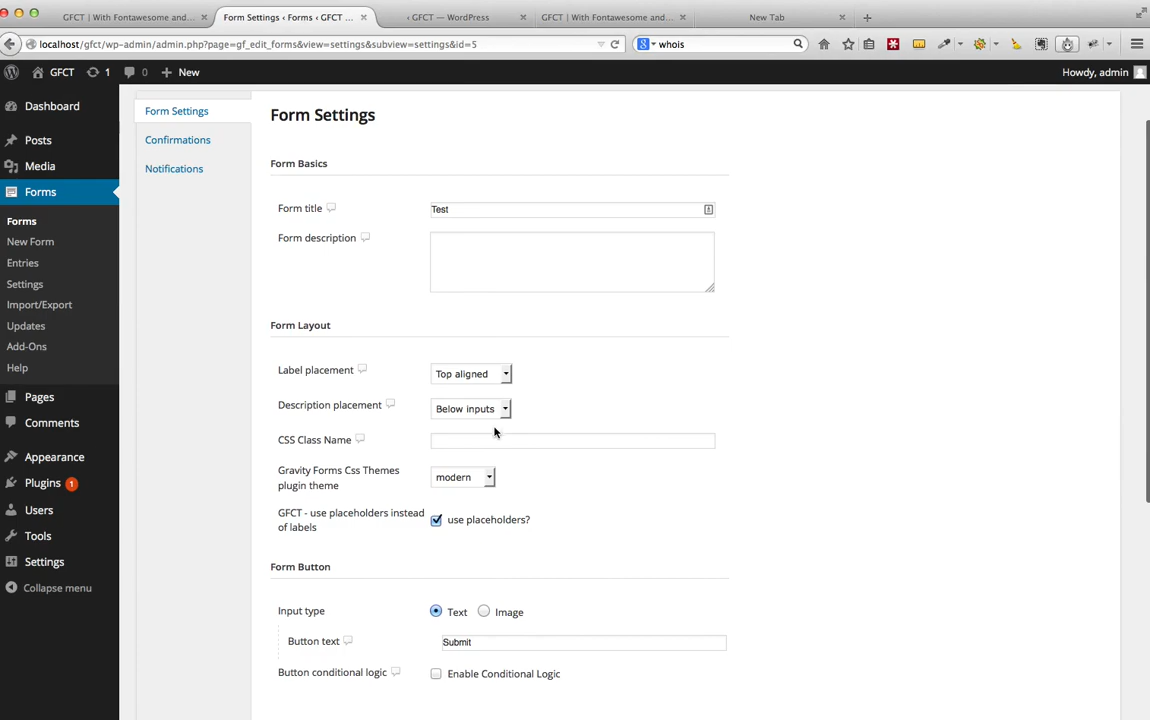 GFCT | With Fontawesome and...
Form Settings ‹ Forms ‹ GFCT ...
‹ GFCT — WordPress
GFCT | With Fontawesome and...
New Tab
localhost/gfct/wp-admin/admin.php?page=gf_edit_forms&view=settings&subview=settings&id=5
whois
GFCT
1
0
New
Howdy, admin
Dashboard
Posts
Media
Forms
Forms
New Form
Entries
Settings
Import/Export
Updates
Add-Ons
Help
Pages
Comments
Appearance
Plugins 1
Users
Tools
Settings
Collapse menu
Form Settings
Confirmations
Notifications
Form Settings
Form Basics
Form title
Test
Form description
Form Layout
Label placement
Top aligned
Description placement
Below inputs
CSS Class Name
Gravity Forms Css Themes
plugin theme
modern
GFCT - use placeholders instead
of labels
use placeholders?
Form Button
Input type
Text
Image
Button text
Submit
Button conditional logic
Enable Conditional Logic